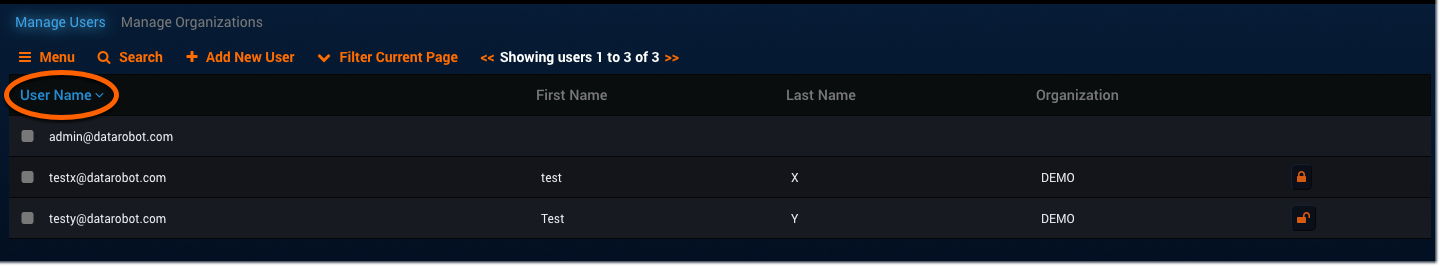 Manage Users Manage Organizations
Menu Search Add New User Filter Current Page << Showing users 1 to 3 of 3 >>
User Name First Name Last Name Organization
admin@datarobot.com
testx@datarobot.com test X DEMO
testy@datarobot.com Test Y DEMO